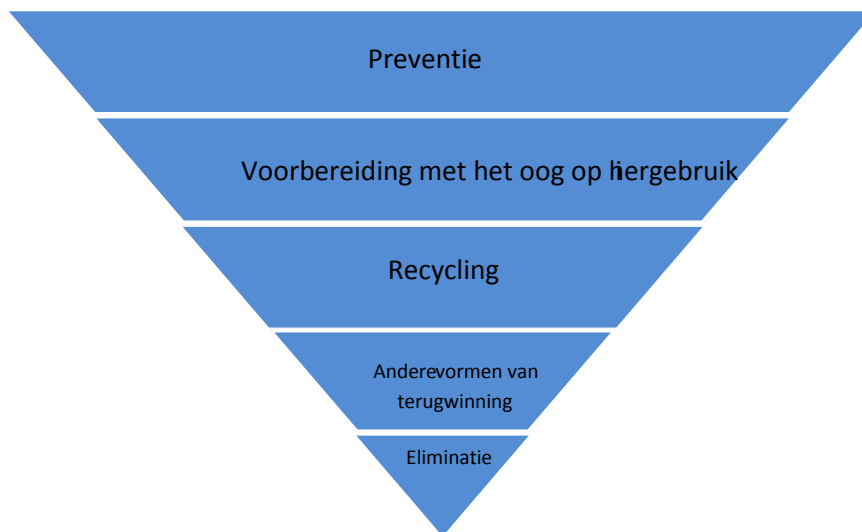 Preventie
Voorbereiding met het oog op hergebruik
Recycling
Anderevormen van
terugwinning
Eliminatie